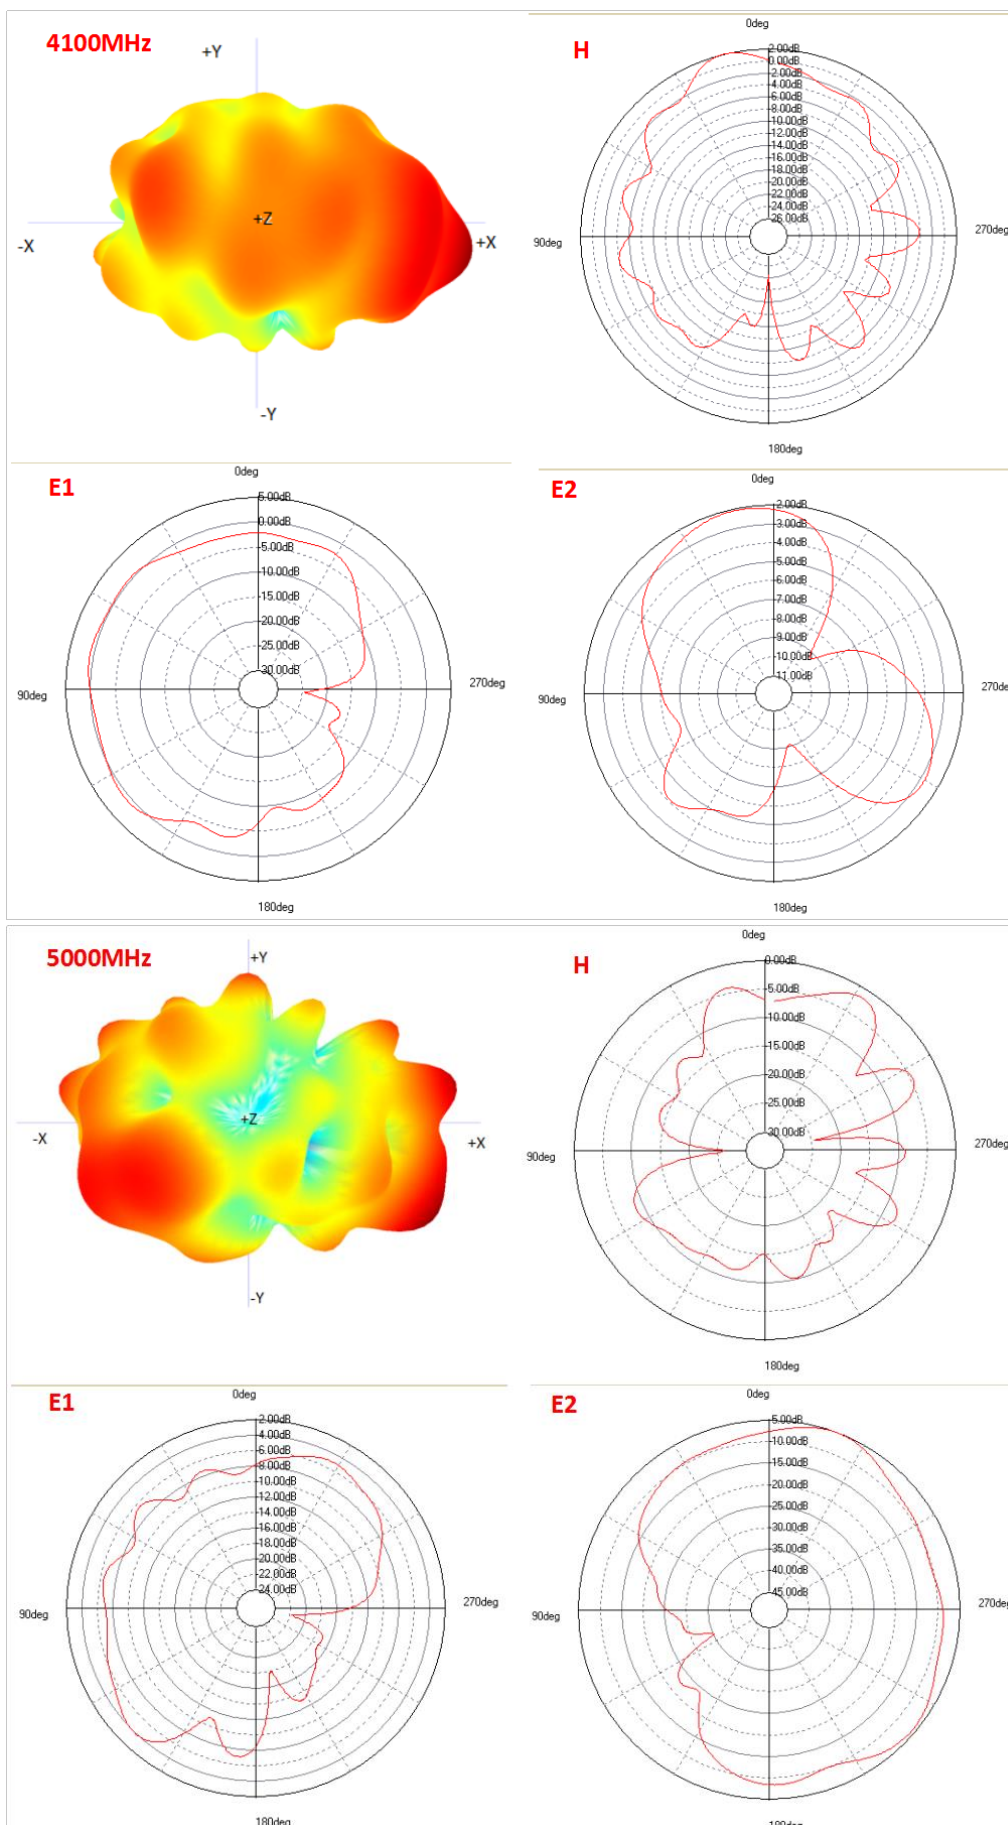 4100MHz
+Y
+Z
-X
+X
-Y
H
0deg
2.00dB
0.00dB
2.00dB
4.00dB
6.00dB
8.00dB
10.00dB
12.00dB
14.00dB
16.00dB
18.00dB
20.00dB
22.00dB
24.00dB
26.00dB
90deg
270deg
180deg
E1
0deg
5.00dB
0.00dB
5.00dB
10.00dB
15.00dB
20.00dB
25.00dB
30.00dB
90deg
270deg
180deg
E2
0deg
2.00dB
3.00dB
4.00dB
5.00dB
6.00dB
7.00dB
8.00dB
9.00dB
10.00dB
11.00dB
90deg
270de
180deg
5000MHz
+Y
+Z
-X
+X
-Y
H
0deg
0.00dB
5.00dB
10.00dB
15.00dB
20.00dB
25.00dB
30.00dB
90deg
270deg
180deg
E1
0deg
2.00dB
4.00dB
6.00dB
8.00dB
10.00dB
12.00dB
14.00dB
16.00dB
18.00dB
20.00dB
22.00dB
24.00dB
90deg
270deg
180deg
E2
0deg
5.00dB
10.00dB
15.00dB
20.00dB
25.00dB
30.00dB
35.00dB
40.00dB
45.00dB
90deg
270deg
180deg